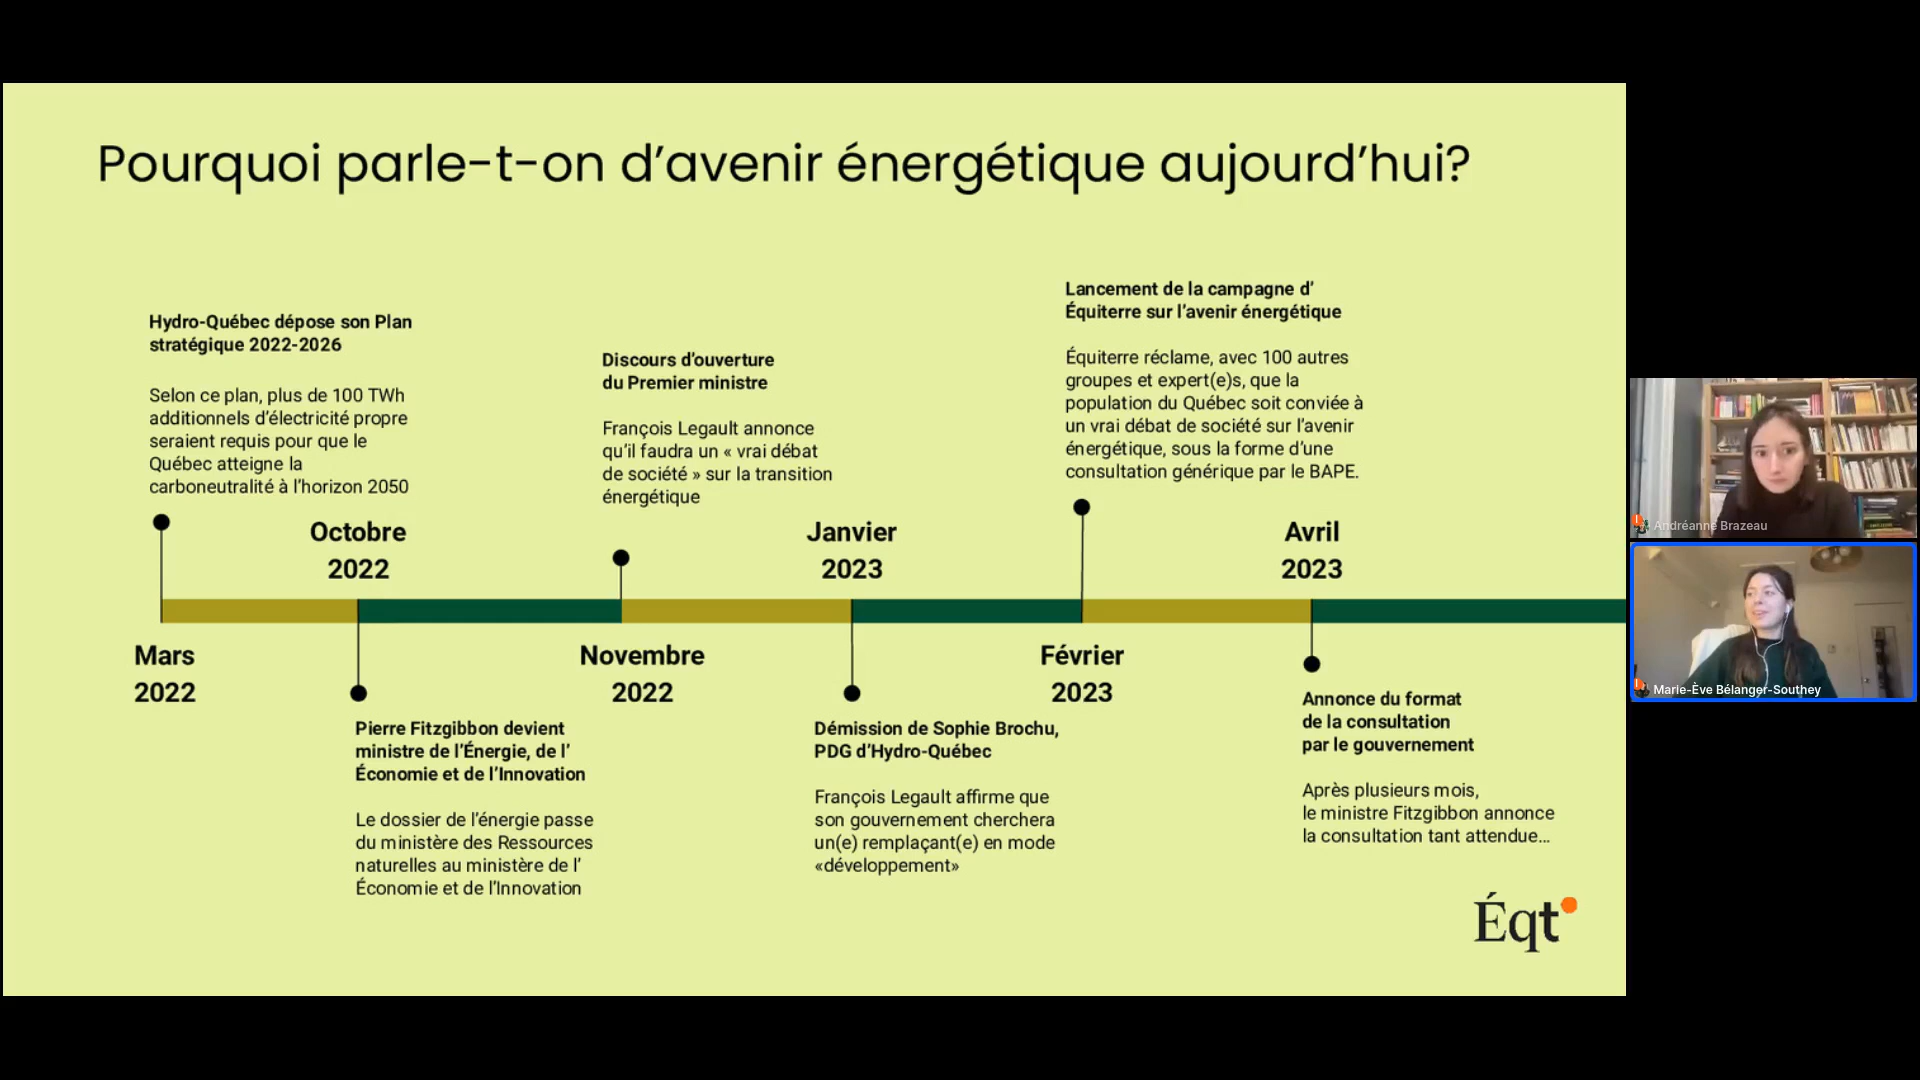 Pourquoi parle-t-on d’avenir énergétique aujourd’hui?
Hydro-Québec dépose son Plan
stratégique 2022-2026
Selon ce plan, plus de 100 TWh
additionnels d’électricité propre
seraient requis pour que le
Québec atteigne la
carboneutralité à l’horizon 2050
Mars
2022
Octobre
2022
Pierre Fitzgibbon devient
ministre de l’Énergie, de l’
Économie et de l’Innovation
Le dossier de l’énergie passe
du ministère des Ressources
naturelles au ministère de l’
Économie et de l’Innovation
Discours d’ouverture
du Premier ministre
François Legault annonce
qu’il faudra un « vrai débat
de société » sur la transition
énergétique
Novembre
2022
Janvier
2023
Démission de Sophie Brochu,
PDG d’Hydro-Québec
François Legault affirme que
son gouvernement cherchera
un(e) remplaçant(e) en mode
«développement»
Lancement de la campagne d’
Équiterre sur l’avenir énergétique
Équiterre réclame, avec 100 autres
groupes et expert(e)s, que la
population du Québec soit conviée à
un vrai débat de société sur l’avenir
énergétique, sous la forme d’une
consultation générique par le BAPE.
Février
2023
Avril
2023
Annonce du format
de la consultation
par le gouvernement
Après plusieurs mois,
le ministre Fitzgibbon annonce
la consultation tant attendue...
Éqt
Andréanne Brazeau
Marie-Ève Bélanger-Southey